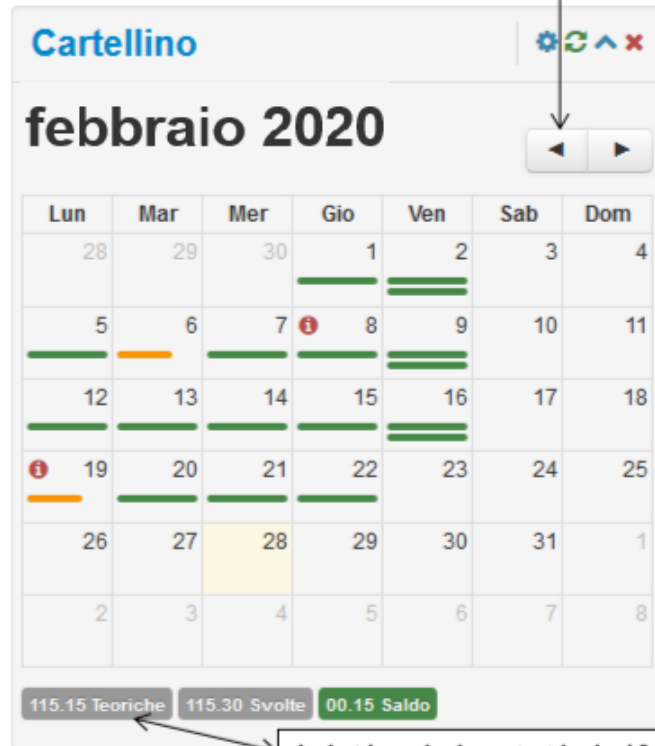 Cartellino
febbraio 2020
Lun Mar Mer Gio Ven Sab Dom
28 29 30 1 2 3 4
5 6 7 8 9 10 11
12 13 14 15 16 17 18
19 20 21 22 23 24 25
26 27 28 29 30 31 1
2 3 4 5 6 7 8
115.15 Teoriche 115.30 Svolte 00.15 Saldo